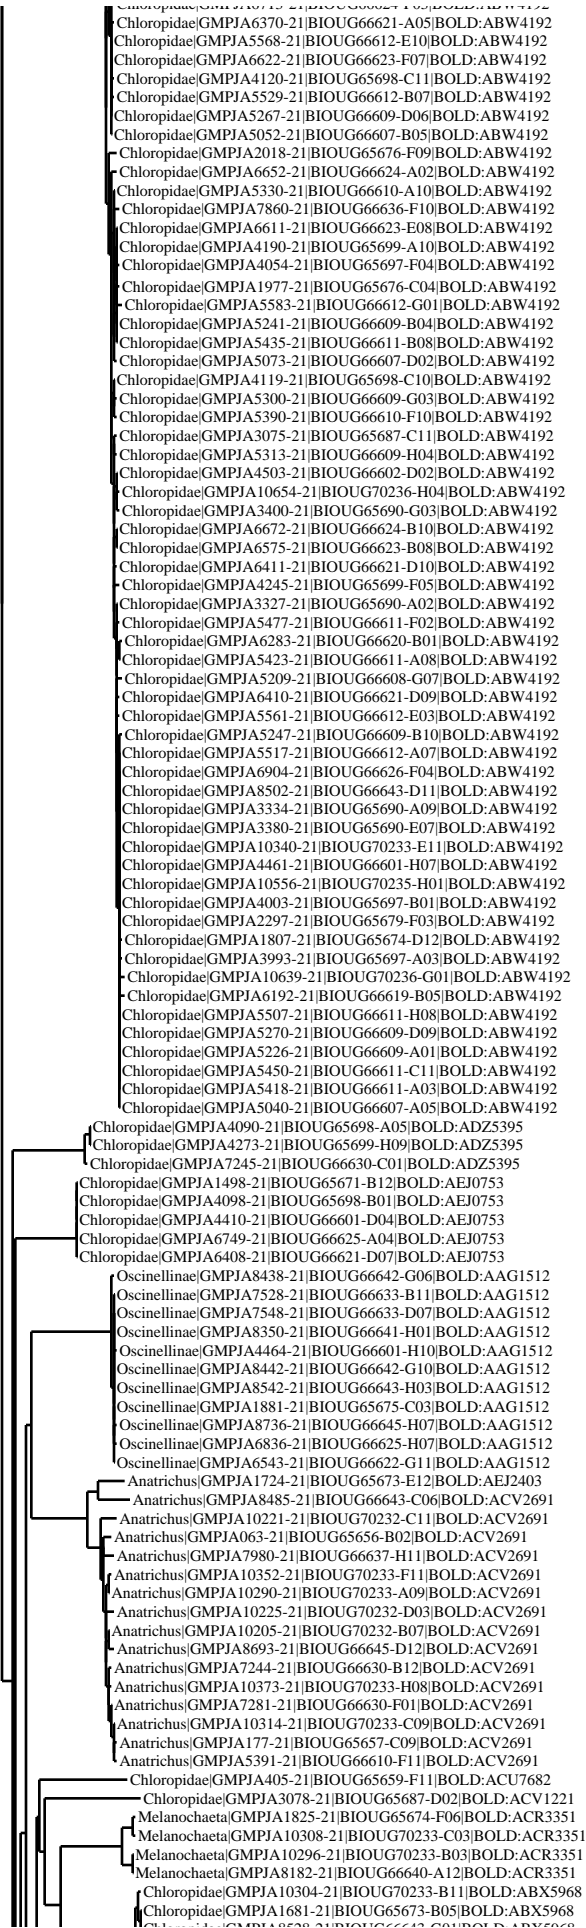 Chloropidae|GMPJA6370-21|BIOUG66621-A05|BOLD:ABW4192
Chloropidae|GMPJA5568-21|BIOUG66612-E10|BOLD:ABW4192
Chloropidae|GMPJA6622-21|BIOUG66623-F07|BOLD:ABW4192
Chloropidae|GMPJA4120-21|BIOUG65698-C11|BOLD:ABW4192
Chloropidae|GMPJA5529-21|BIOUG66612-B07|BOLD:ABW4192
Chloropidae|GMPJA5267-21|BIOUG66609-D06|BOLD:ABW4192
Chloropidae|GMPJA5052-21|BIOUG66607-B05|BOLD:ABW4192
Chloropidae|GMPJA2018-21|BIOUG65676-F09|BOLD:ABW4192
Chloropidae|GMPJA6652-21|BIOUG66624-A02|BOLD:ABW4192
Chloropidae|GMPJA5330-21|BIOUG66610-A10|BOLD:ABW4192
Chloropidae|GMPJA7860-21|BIOUG66636-F10|BOLD:ABW4192
Chloropidae|GMPJA6611-21|BIOUG66623-E08|BOLD:ABW4192
Chloropidae|GMPJA4190-21|BIOUG65699-A10|BOLD:ABW4192
Chloropidae|GMPJA4054-21|BIOUG65697-F04|BOLD:ABW4192
Chloropidae|GMPJA1977-21|BIOUG65676-C04|BOLD:ABW4192
Chloropidae|GMPJA5583-21|BIOUG66612-G01|BOLD:ABW4192
Chloropidae|GMPJA5241-21|BIOUG66609-B04|BOLD:ABW4192
Chloropidae|GMPJA5435-21|BIOUG66611-B08|BOLD:ABW4192
Chloropidae|GMPJA5073-21|BIOUG66607-D02|BOLD:ABW4192
Chloropidae|GMPJA4119-21|BIOUG65698-C10|BOLD:ABW4192
Chloropidae|GMPJA5300-21|BIOUG66609-G03|BOLD:ABW4192
Chloropidae|GMPJA5390-21|BIOUG66610-F10|BOLD:ABW4192
Chloropidae|GMPJA3075-21|BIOUG65687-C11|BOLD:ABW4192
Chloropidae|GMPJA5313-21|BIOUG66609-H04|BOLD:ABW4192
Chloropidae|GMPJA4503-21|BIOUG66602-D02|BOLD:ABW4192
Chloropidae|GMPJA10654-21|BIOUG70236-H04|BOLD:ABW4192
Chloropidae|GMPJA3400-21|BIOUG65690-G03|BOLD:ABW4192
Chloropidae|GMPJA6672-21|BIOUG66624-B10|BOLD:ABW4192
Chloropidae|GMPJA6575-21|BIOUG66623-B08|BOLD:ABW4192
Chloropidae|GMPJA6411-21|BIOUG66621-D10|BOLD:ABW4192
Chloropidae|GMPJA4245-21|BIOUG65699-F05|BOLD:ABW4192
Chloropidae|GMPJA3327-21|BIOUG65690-A02|BOLD:ABW4192
Chloropidae|GMPJA5477-21|BIOUG66611-F02|BOLD:ABW4192
Chloropidae|GMPJA6283-21|BIOUG66620-B01|BOLD:ABW4192
Chloropidae|GMPJA5423-21|BIOUG66611-A08|BOLD:ABW4192
Chloropidae|GMPJA5209-21|BIOUG66608-G07|BOLD:ABW4192
Chloropidae|GMPJA6410-21|BIOUG66621-D09|BOLD:ABW4192
Chloropidae|GMPJA5561-21|BIOUG66612-E03|BOLD:ABW4192
Chloropidae|GMPJA5247-21|BIOUG66609-B10|BOLD:ABW4192
Chloropidae|GMPJA5517-21|BIOUG66612-A07|BOLD:ABW4192
Chloropidae|GMPJA6904-21|BIOUG66626-F04|BOLD:ABW4192
Chloropidae|GMPJA8502-21|BIOUG66643-D11|BOLD:ABW4192
Chloropidae|GMPJA3334-21|BIOUG65690-A09|BOLD:ABW4192
Chloropidae|GMPJA3380-21|BIOUG65690-E07|BOLD:ABW4192
Chloropidae|GMPJA10340-21|BIOUG70233-E11|BOLD:ABW4192
Chloropidae|GMPJA4461-21|BIOUG66601-H07|BOLD:ABW4192
Chloropidae|GMPJA10556-21|BIOUG70235-H01|BOLD:ABW4192
Chloropidae|GMPJA4003-21|BIOUG65697-B01|BOLD:ABW4192
Chloropidae|GMPJA2297-21|BIOUG65679-F03|BOLD:ABW4192
Chloropidae|GMPJA1807-21|BIOUG65674-D12|BOLD:ABW4192
Chloropidae|GMPJA3993-21|BIOUG65697-A03|BOLD:ABW4192
Chloropidae|GMPJA10639-21|BIOUG70236-G01|BOLD:ABW4192
Chloropidae|GMPJA6192-21|BIOUG66619-B05|BOLD:ABW4192
Chloropidae|GMPJA5507-21|BIOUG66611-H08|BOLD:ABW4192
Chloropidae|GMPJA5270-21|BIOUG66609-D09|BOLD:ABW4192
Chloropidae|GMPJA5226-21|BIOUG66609-A01|BOLD:ABW4192
Chloropidae|GMPJA5450-21|BIOUG66611-C11|BOLD:ABW4192
Chloropidae|GMPJA5418-21|BIOUG66611-A03|BOLD:ABW4192
Chloropidae|GMPJA5040-21|BIOUG66607-A05|BOLD:ABW4192
Chloropidae|GMPJA4090-21|BIOUG65698-A05|BOLD:ADZ5395
Chloropidae|GMPJA4273-21|BIOUG65699-H09|BOLD:ADZ5395
Chloropidae|GMPJA7245-21|BIOUG66630-C01|BOLD:ADZ5395
Chloropidae|GMPJA1498-21|BIOUG65671-B12|BOLD:AEJ0753
Chloropidae|GMPJA4098-21|BIOUG65698-B01|BOLD:AEJ0753
Chloropidae|GMPJA4410-21|BIOUG66601-D04|BOLD:AEJ0753
Chloropidae|GMPJA6749-21|BIOUG66625-A04|BOLD:AEJ0753
Chloropidae|GMPJA6408-21|BIOUG66621-D07|BOLD:AEJ0753
Oscinellinae|GMPJA8438-21|BIOUG66642-G06|BOLD:AAG1512
Oscinellinae|GMPJA7528-21|BIOUG66633-B11|BOLD:AAG1512
Oscinellinae|GMPJA7548-21|BIOUG66633-D07|BOLD:AAG1512
Oscinellinae|GMPJA8350-21|BIOUG66641-H01|BOLD:AAG1512
Oscinellinae|GMPJA4464-21|BIOUG66601-H10|BOLD:AAG1512
Oscinellinae|GMPJA8442-21|BIOUG66642-G10|BOLD:AAG1512
Oscinellinae|GMPJA8542-21|BIOUG66643-H03|BOLD:AAG1512
Oscinellinae|GMPJA1881-21|BIOUG65675-C03|BOLD:AAG1512
Oscinellinae|GMPJA8736-21|BIOUG66645-H07|BOLD:AAG1512
Oscinellinae|GMPJA6836-21|BIOUG66625-H07|BOLD:AAG1512
Oscinellinae|GMPJA6543-21|BIOUG66622-G11|BOLD:AAG1512
Anatrichus|GMPJA1724-21|BIOUG65673-E12|BOLD:AEJ2403
Anatrichus|GMPJA8485-21|BIOUG66643-C06|BOLD:ACV2691
Anatrichus|GMPJA10221-21|BIOUG70232-C11|BOLD:ACV2691
Anatrichus|GMPJA063-21|BIOUG65656-B02|BOLD:ACV2691
Anatrichus|GMPJA7980-21|BIOUG66637-H11|BOLD:ACV2691
Anatrichus|GMPJA10352-21|BIOUG70233-F11|BOLD:ACV2691
Anatrichus|GMPJA10290-21|BIOUG70233-A09|BOLD:ACV2691
Anatrichus|GMPJA10225-21|BIOUG70232-D03|BOLD:ACV2691
Anatrichus|GMPJA10205-21|BIOUG70232-B07|BOLD:ACV2691
Anatrichus|GMPJA8693-21|BIOUG66645-D12|BOLD:ACV2691
Anatrichus|GMPJA7244-21|BIOUG66630-B12|BOLD:ACV2691
Anatrichus|GMPJA10373-21|BIOUG70233-H08|BOLD:ACV2691
Anatrichus|GMPJA7281-21|BIOUG66630-F01|BOLD:ACV2691
Anatrichus|GMPJA10314-21|BIOUG70233-C09|BOLD:ACV2691
Anatrichus|GMPJA177-21|BIOUG65657-C09|BOLD:ACV2691
Anatrichus|GMPJA5391-21|BIOUG66610-F11|BOLD:ACV2691
Chloropidae|GMPJA405-21|BIOUG65659-F11|BOLD:ACU7682
Chloropidae|GMPJA3078-21|BIOUG65687-D02|BOLD:ACV1221
Melanochaeta|GMPJA1825-21|BIOUG65674-F06|BOLD:ACR3351
Melanochaeta|GMPJA10308-21|BIOUG70233-C03|BOLD:ACR3351
Melanochaeta|GMPJA10296-21|BIOUG70233-B03|BOLD:ACR3351
Melanochaeta|GMPJA8182-21|BIOUG66640-A12|BOLD:ACR3351
Chloropidae|GMPJA10304-21|BIOUG70233-B11|BOLD:ABX5968
Chloropidae|GMPJA1681-21|BIOUG65673-B05|BOLD:ABX5968